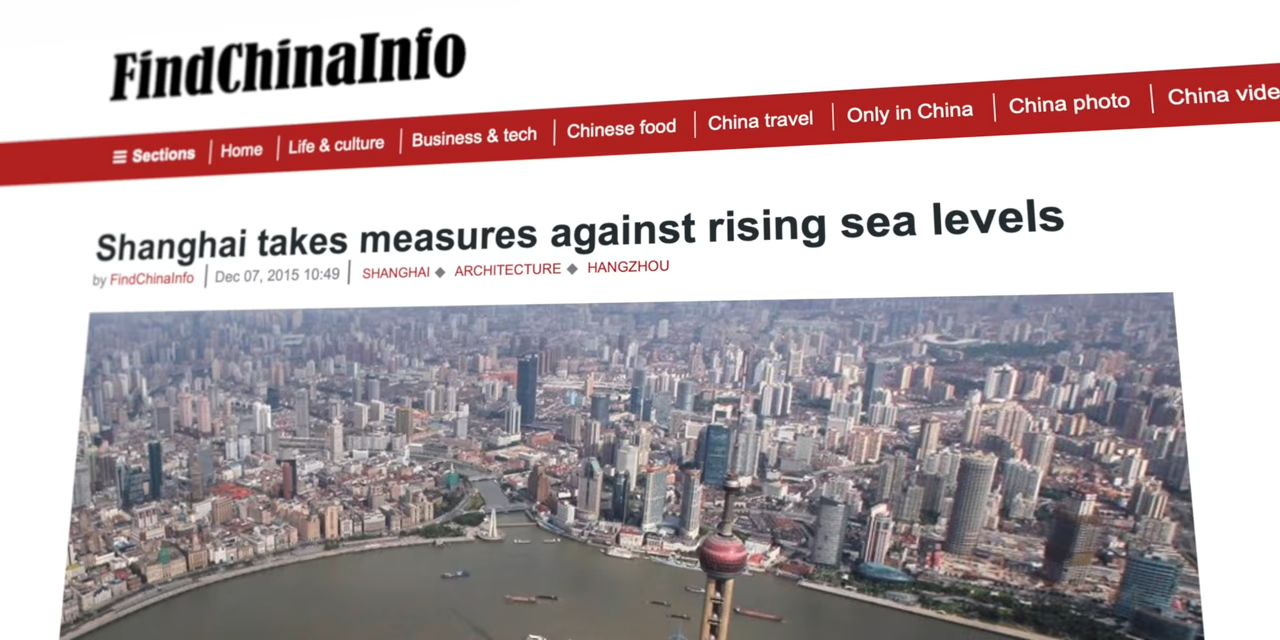 FindChinaInfo
☰ Sections | Home | Life & culture | Business & tech | Chinese food | China travel | Only in China | China photo | China vide
Shanghai takes measures against rising sea levels
by FindChinaInfo | Dec 07, 2015 10:49 | SHANGHAI ◆ ARCHITECTURE ◆ HANGZHOU